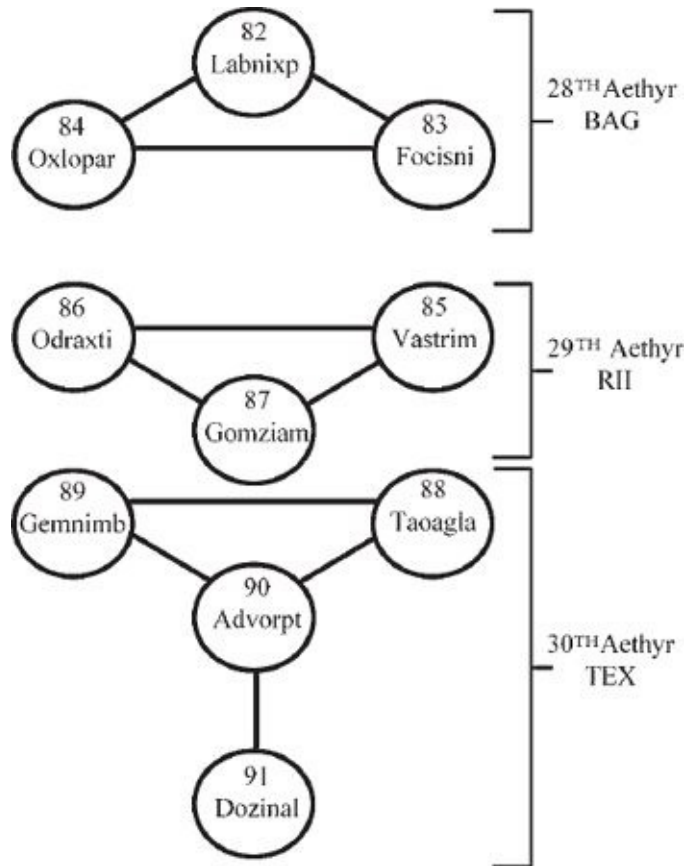 82
Labnixp
84
Oxlopar
83
Focisni
28TH Aethyr
BAG
86
Odraxti
85
Vastrim
87
Gomziam
29TH Aethyr
RII
89
Gemnimb
88
Taoagla
90
Advorpt
91
Dozinal
30TH Aethyr
TEX